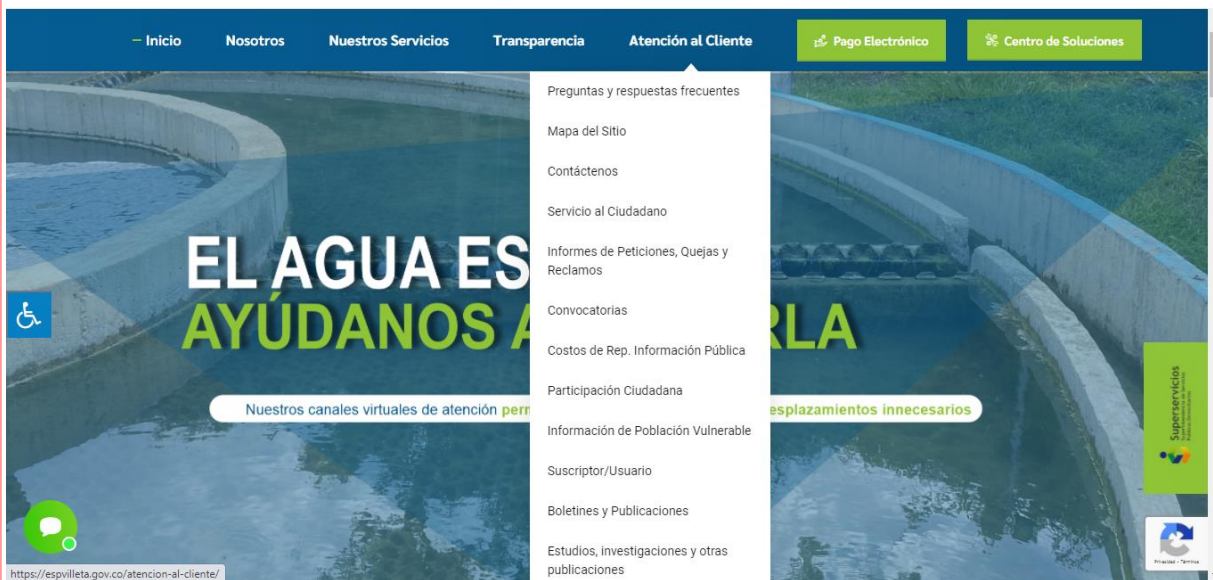 – Inicio
Nosotros
Nuestros Servicios
Transparencia
Atención al Cliente
Pago Electrónico
Centro de Soluciones
Preguntas y respuestas frecuentes
Mapa del Sitio
Contáctenos
Servicio al Ciudadano
Informes de Peticiones, Quejas y
Reclamos
Convocatorias
Costos de Rep. Información Pública
Participación Ciudadana
Información de Población Vulnerable
Suscriptor/Usuario
Boletines y Publicaciones
Estudios, investigaciones y otras
publicaciones
EL AGUA ES
AYÚDANOS A RLA
Nuestros canales virtuales de atención perm esplazamientos innecesarios
Superservicios
Privacidad - Términos
https://espvilleta.gov.co/atencion-al-cliente/